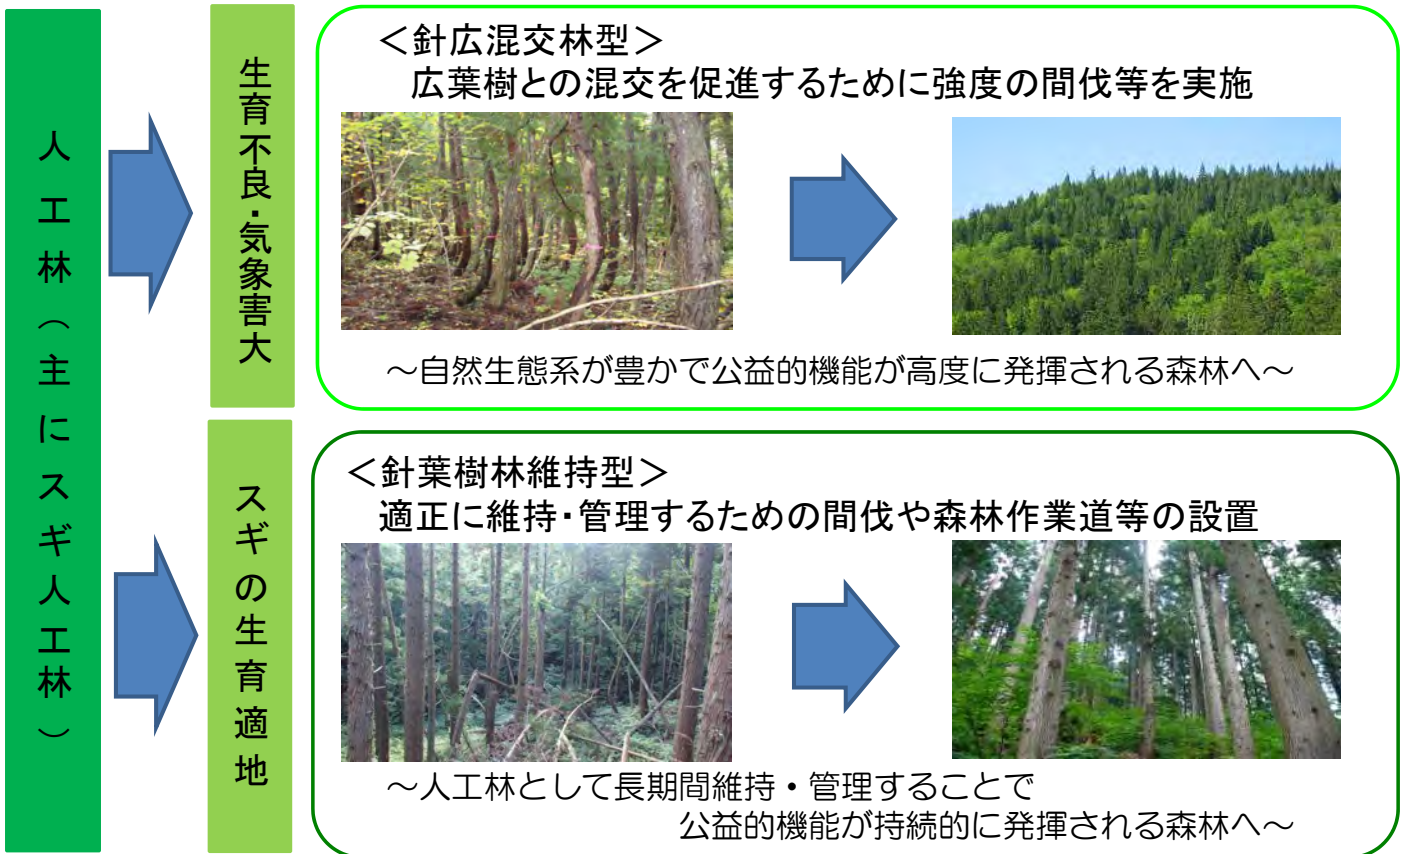 人工林（主にスギ人工林）
生育不良・気象害大
＜針広混交林型＞
広葉樹との混交を促進するために強度の間伐等を実施
～自然生態系が豊かで公益的機能が高度に発揮される森林へ～
スギの生育適地
＜針葉樹林維持型＞
適正に維持・管理するための間伐や森林作業道等の設置
～人工林として長期間維持・管理することで
公益的機能が持続的に発揮される森林へ～